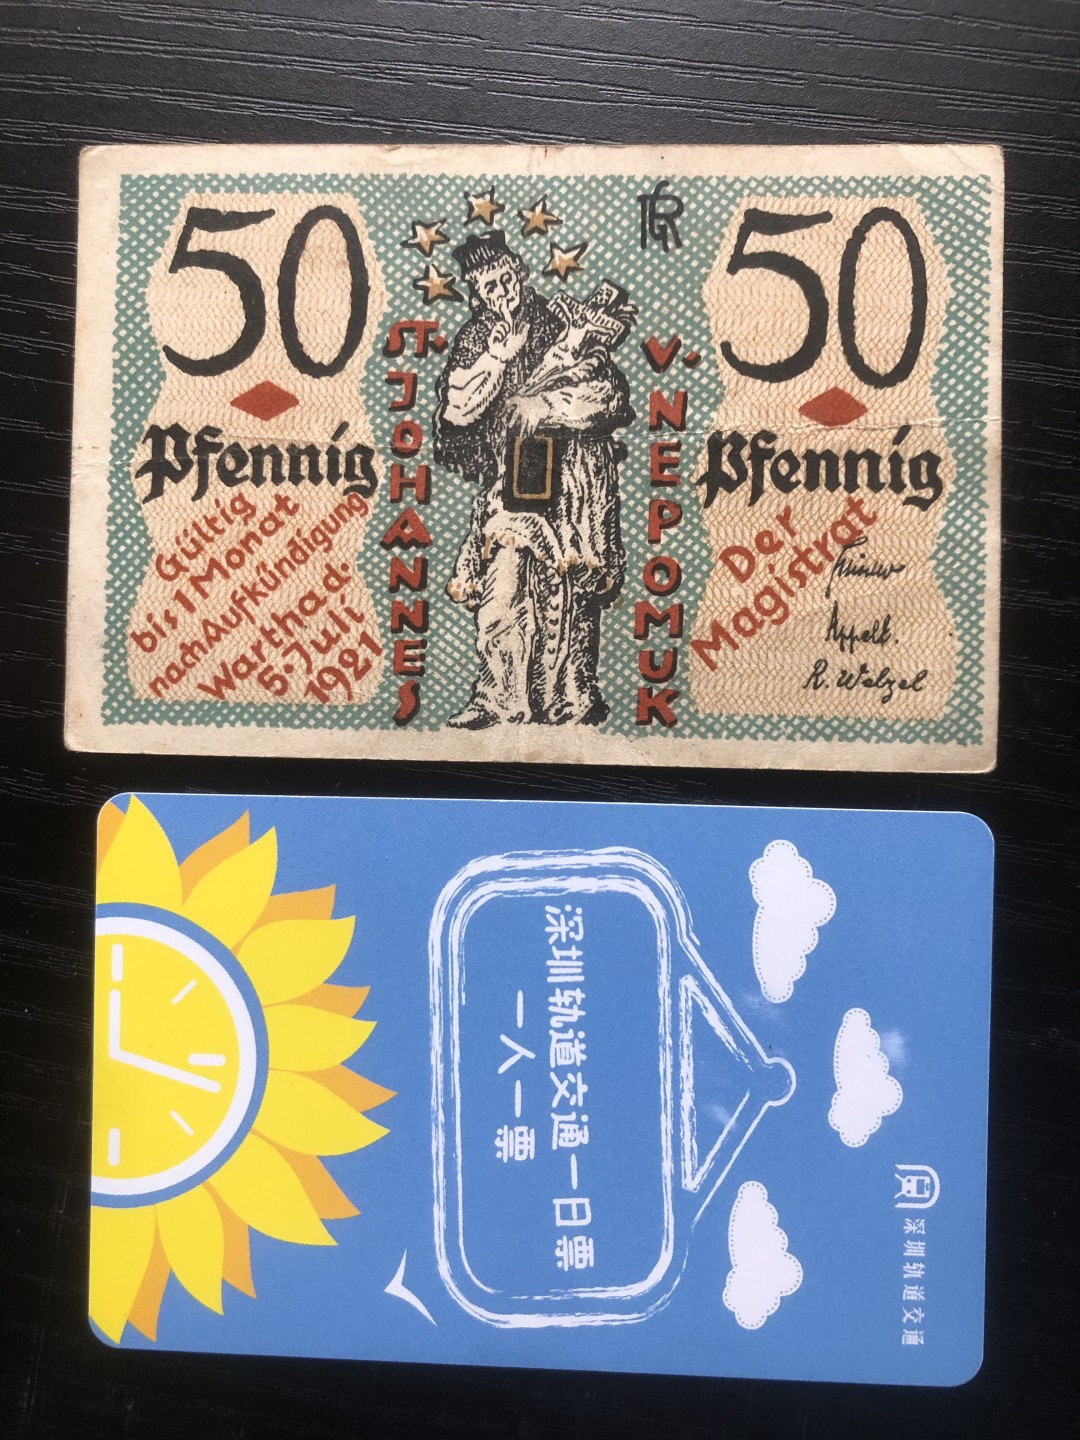 50
Pfennig
Gültig
bis 1 Monat
nach Aufkündigung
Wartha d.
5. Juli
1921
ST. JOHANNES
V. NEPOMUK
50
Pfennig
Der
Magistrat
Appelt.
R. Welzel
深圳轨道交通一日票
一人一票
深圳轨道交通